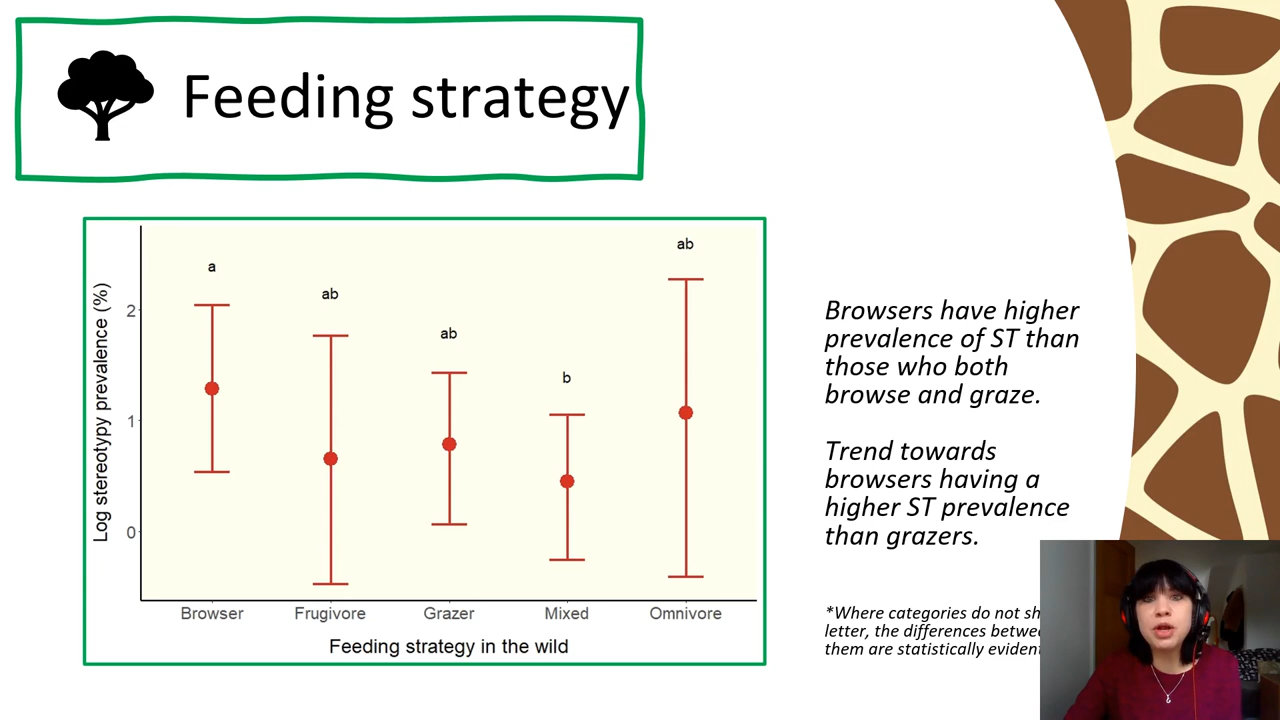 Feeding strategy
a
ab
ab
b
ab
Log stereotypy prevalence (%)
2
1
0
Browser Frugivore Grazer Mixed Omnivore
Feeding strategy in the wild
Browsers have higher
prevalence of ST than
those who both
browse and graze.
Trend towards
browsers having a
higher ST prevalence
than grazers.
*Where categories do not
letter, the differences
them are statistically evident